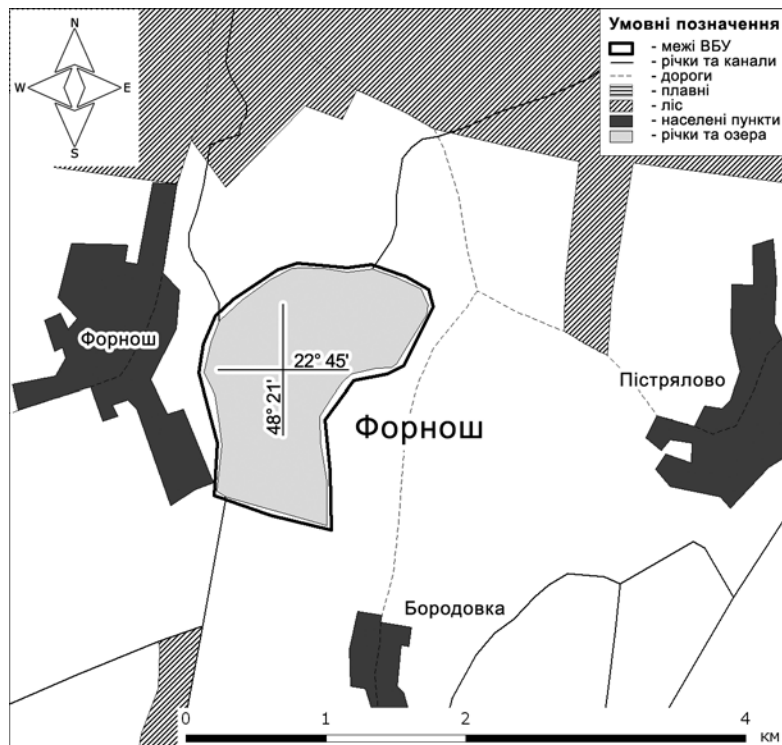 N
W E
S
Умовні позначення
- межі ВБУ
- річки та канали
- дороги
- плавні
- ліс
- населені пункти
- річки та озера
Форнош
22° 45'
48° 21'
Форнош
Пістрялово
Бородовка
0 1 2 4
км